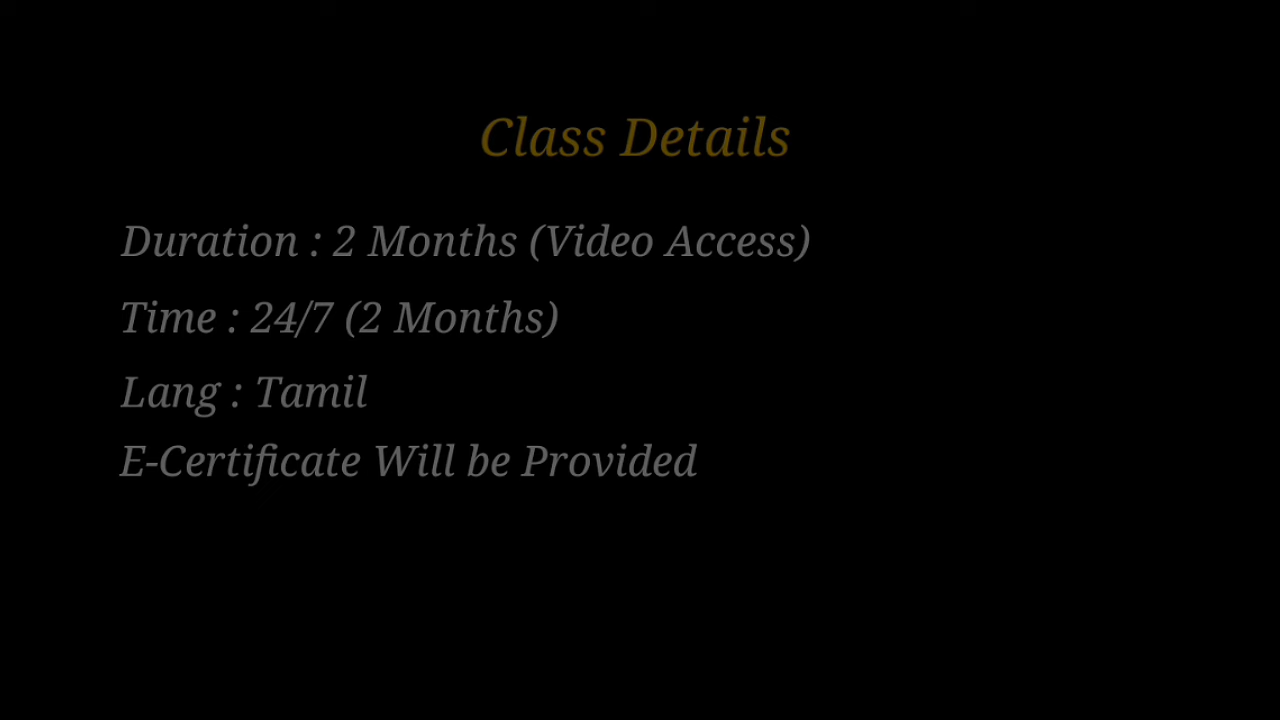 Class Details
Duration : 2 Months (Video Access)
Time : 24/7 (2 Months)
Lang : Tamil
E-Certificate Will be Provided